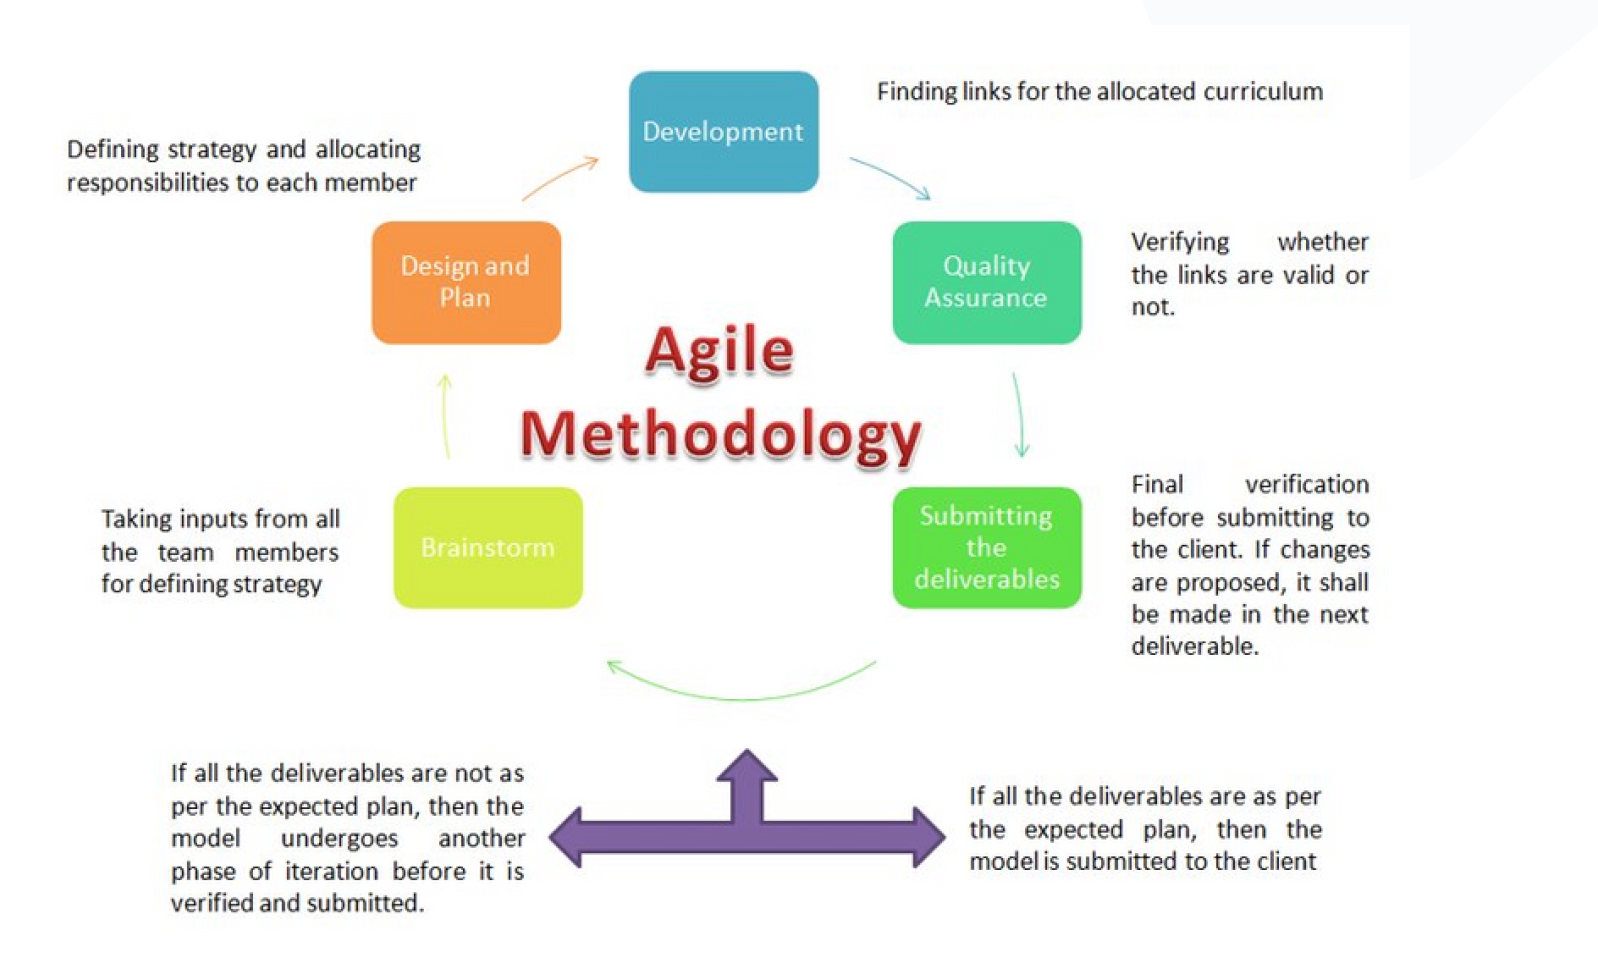 Development
Finding links for the allocated curriculum
Defining strategy and allocating
responsibilities to each member
Design and
Plan
Quality
Assurance
Verifying whether
the links are valid or
not.
Agile
Methodology
Taking inputs from all
the team members
for defining strategy
Brainstorm
Submitting
the
deliverables
Final verification
before submitting to
the client. If changes
are proposed, it shall
be made in the next
deliverable.
If all the deliverables are not as
per the expected plan, then the
model undergoes another
phase of iteration before it is
verified and submitted.
If all the deliverables are as per
the expected plan, then the
model is submitted to the client